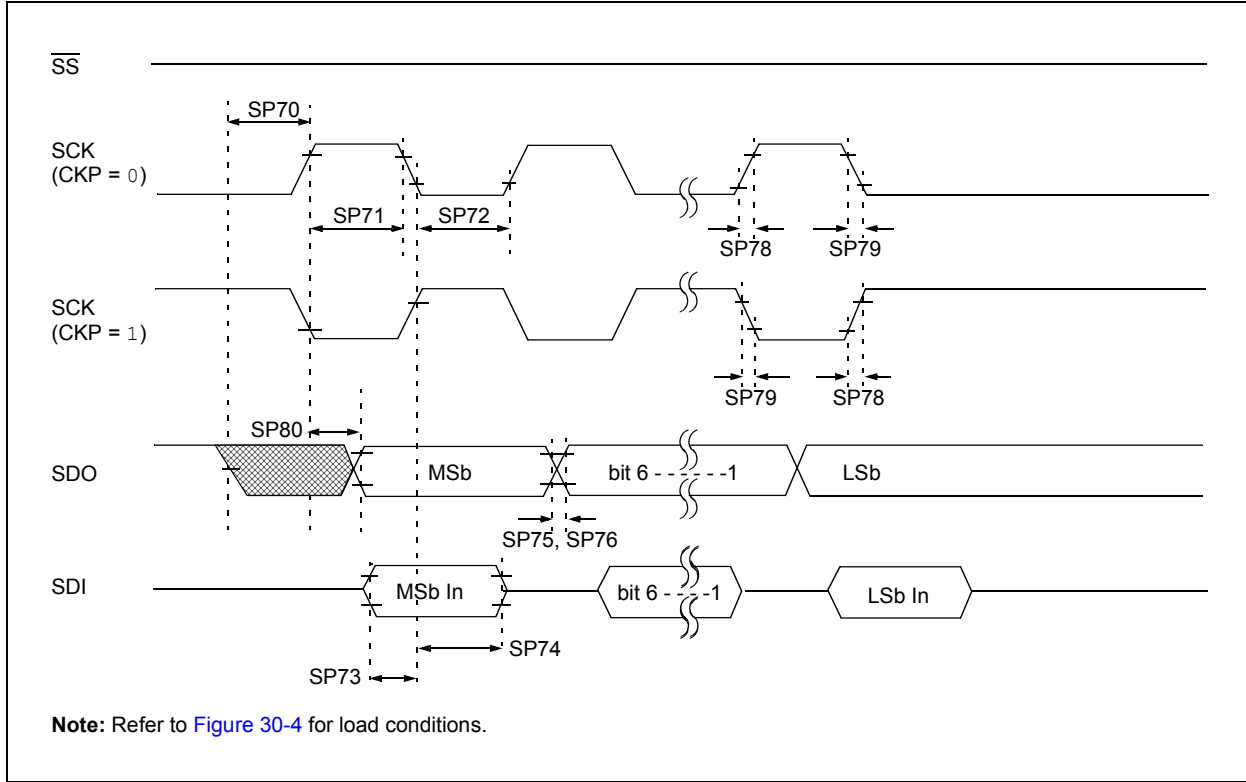 SS
SP70
SCK
(CKP = 0)
SP71
SP72
SP78
SP79
SCK
(CKP = 1)
SP79
SP78
SP80
SDO
MSb
bit 6 - - - - - - -1
LSb
SP75, SP76
SDI
MSb In
bit 6 - - - - -1
LSb In
SP74
SP73
Note: Refer to Figure 30-4 for load conditions.